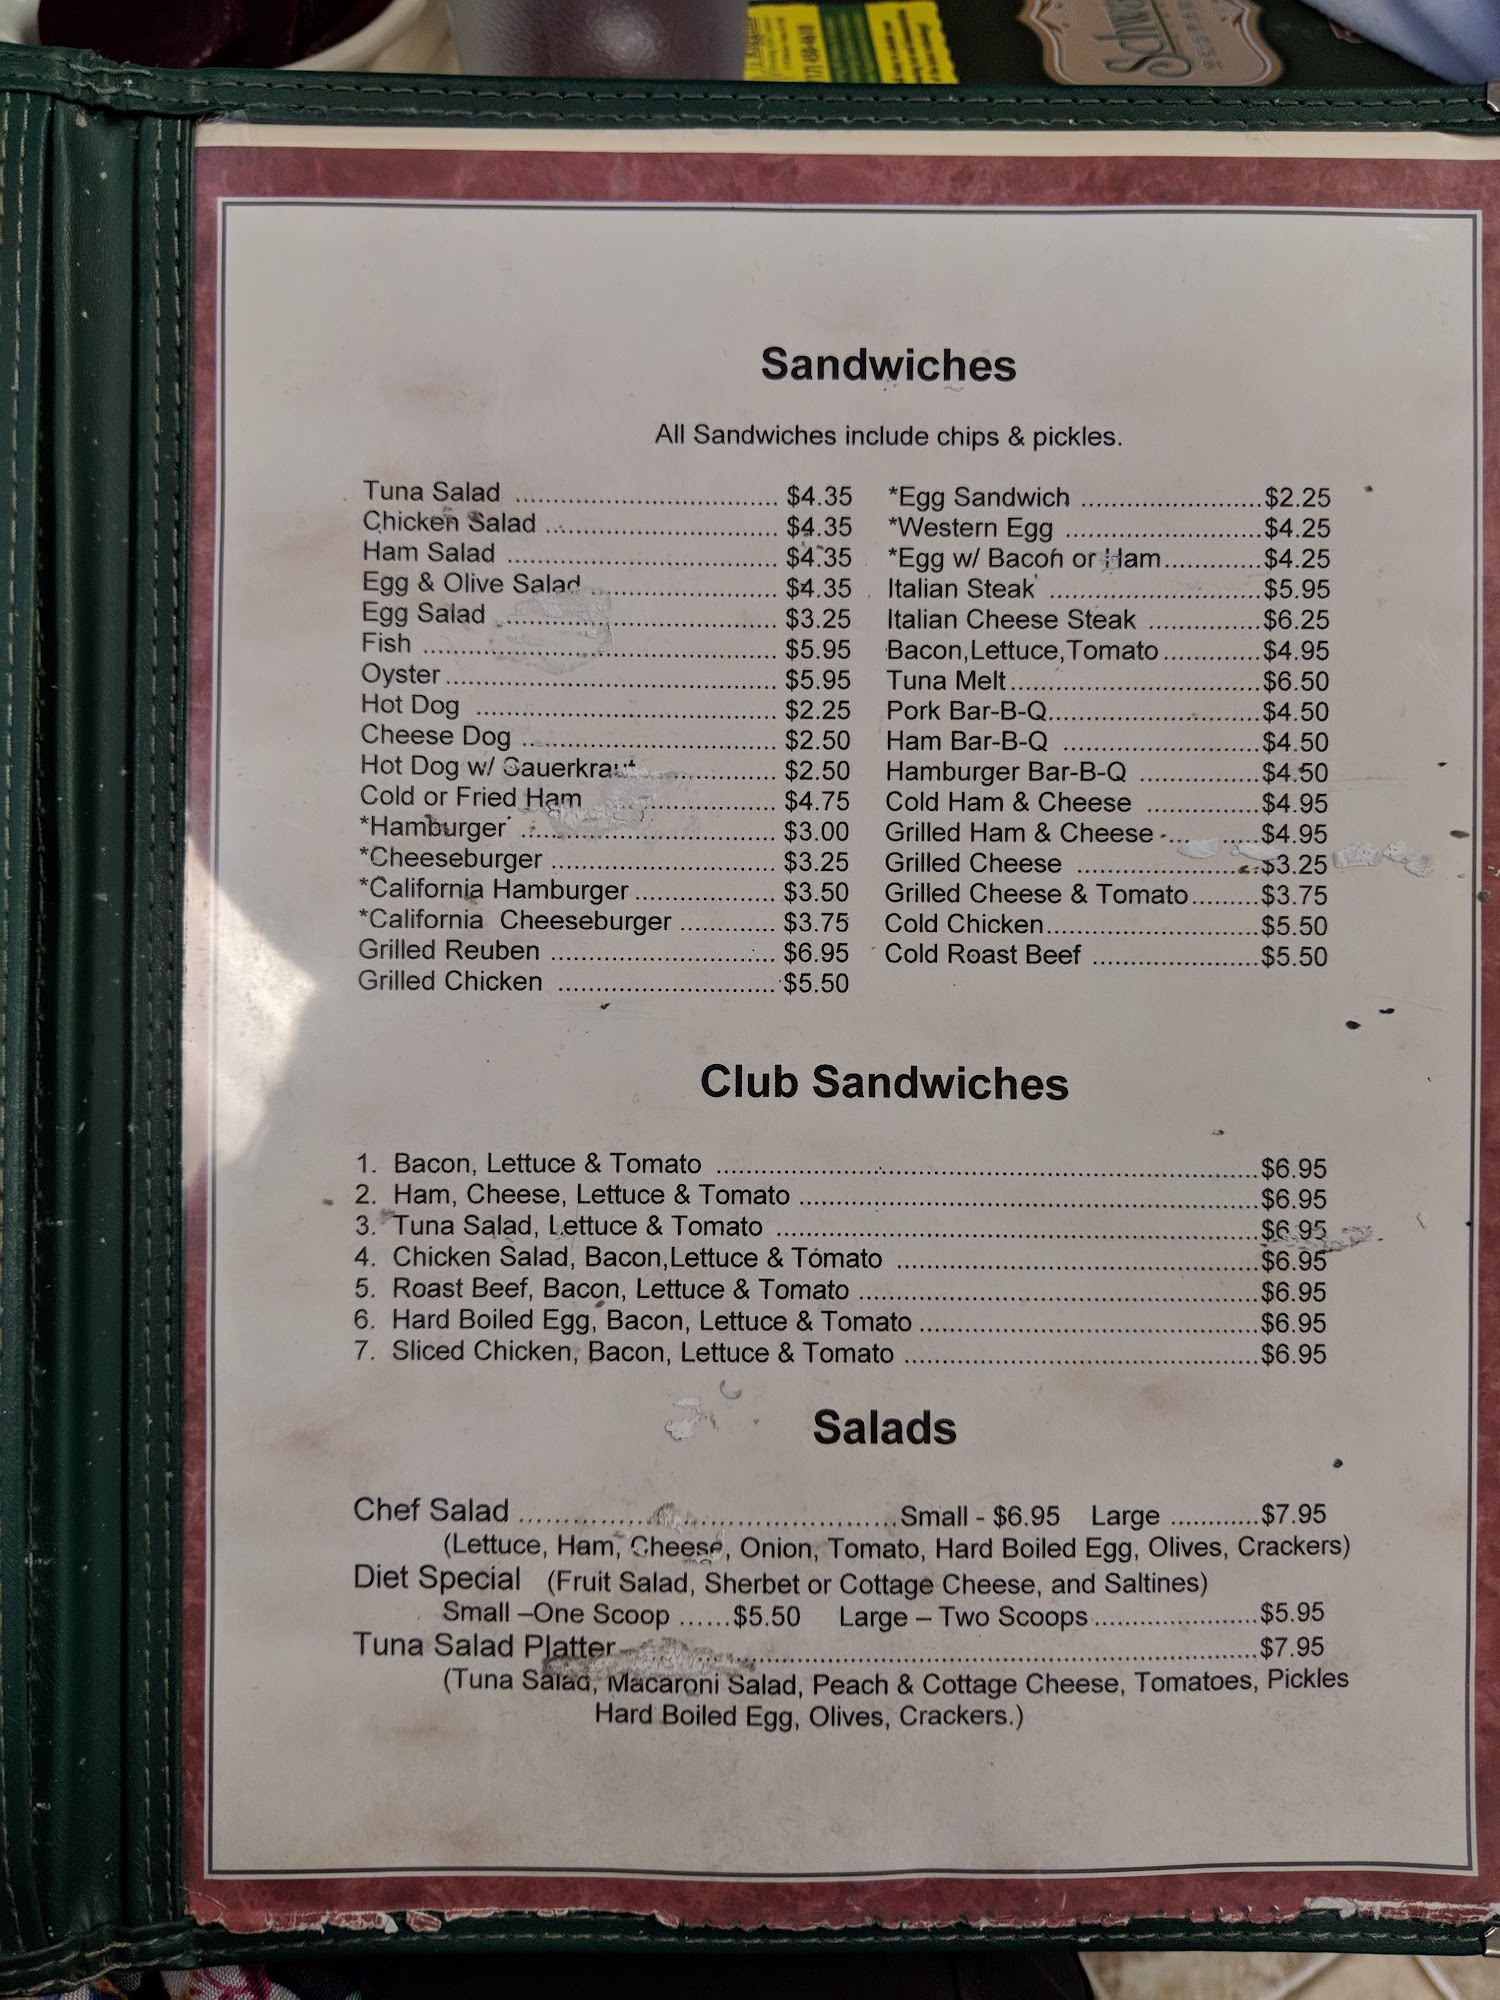 Sandwiches
All Sandwiches include chips & pickles.
Tuna Salad ........ $4.35
Chicken Salad ........ $4.35
Ham Salad ........ $4.35
Egg & Olive Salad ........ $4.35
Egg Salad ........ $3.25
Fish ........ $5.95
Oyster ........ $5.95
Hot Dog ........ $2.25
Cheese Dog ........ $2.50
Hot Dog w/ Sauerkraut ........ $2.50
Cold or Fried Ham ........ $4.75
*Hamburger ........ $3.00
*Cheeseburger ........ $3.25
*California Hamburger ........ $3.50
*California Cheeseburger ........ $3.75
Grilled Reuben ........ $6.95
Grilled Chicken ........ $5.50
*Egg Sandwich ........ $2.25
*Western Egg ........ $4.25
*Egg w/ Bacon or Ham ........ $4.25
Italian Steak ........ $5.95
Italian Cheese Steak ........ $6.25
Bacon,Lettuce,Tomato ........ $4.95
Tuna Melt ........ $6.50
Pork Bar-B-Q ........ $4.50
Ham Bar-B-Q ........ $4.50
Hamburger Bar-B-Q ........ $4.50
Cold Ham & Cheese ........ $4.95
Grilled Ham & Cheese ........ $4.95
Grilled Cheese ........ $3.25
Grilled Cheese & Tomato ........ $3.75
Cold Chicken ........ $5.50
Cold Roast Beef ........ $5.50
Club Sandwiches
1. Bacon, Lettuce & Tomato ........ $6.95
2. Ham, Cheese, Lettuce & Tomato ........ $6.95
3. Tuna Salad, Lettuce & Tomato ........ $6.95
4. Chicken Salad, Bacon,Lettuce & Tomato ........ $6.95
5. Roast Beef, Bacon, Lettuce & Tomato ........ $6.95
6. Hard Boiled Egg, Bacon, Lettuce & Tomato ........ $6.95
7. Sliced Chicken, Bacon, Lettuce & Tomato ........ $6.95
Salads
Chef Salad ........ Small - $6.95 Large ........ $7.95
(Lettuce, Ham, Cheese, Onion, Tomato, Hard Boiled Egg, Olives, Crackers)
Diet Special (Fruit Salad, Sherbet or Cottage Cheese, and Saltines)
Small –One Scoop ......$5.50 Large – Two Scoops ........ $5.95
Tuna Salad Platter ........ $7.95
(Tuna Salad, Macaroni Salad, Peach & Cottage Cheese, Tomatoes, Pickles
Hard Boiled Egg, Olives, Crackers.)